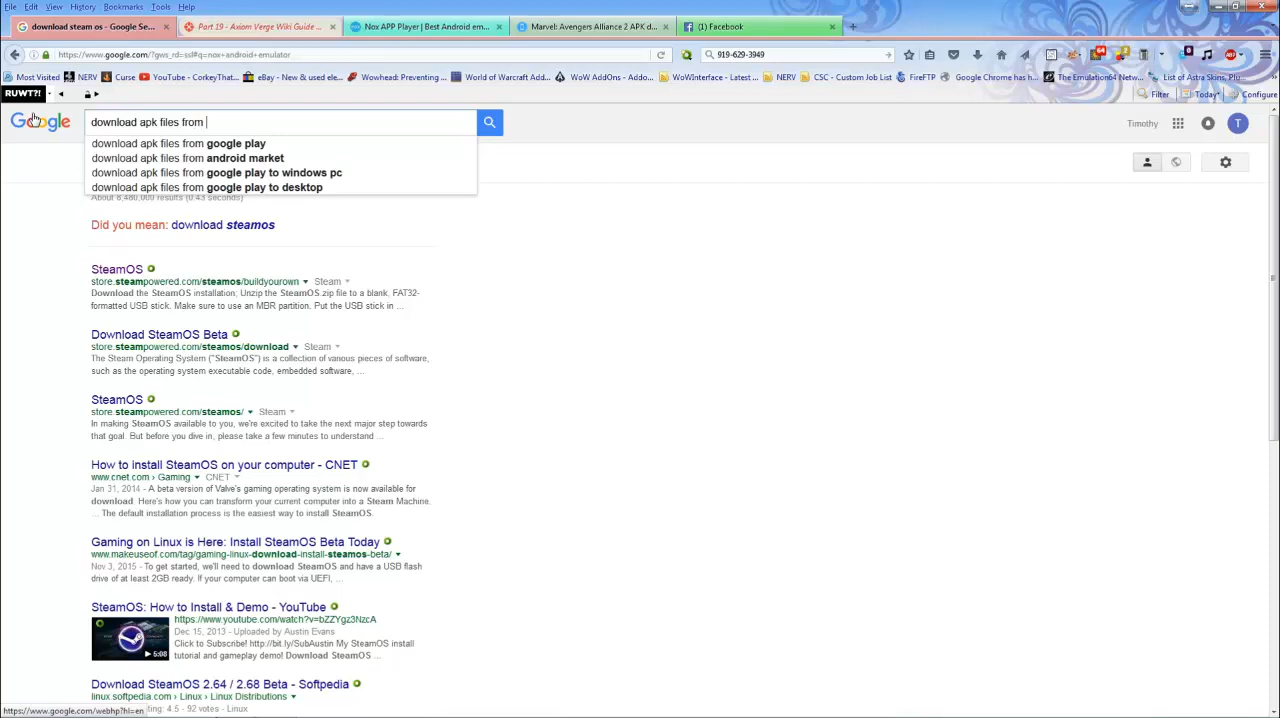 File Edit View History Bookmarks Tools Help
download steam os - Google Se... × Part 19 - Axiom Verge Wiki Guide ... × Nox APP Player | Best Android em... × Marvel: Avengers Alliance 2 APK d... × (1) Facebook × +
https://www.google.com/?gws_rd=ssl#q=nox+android+emulator 919-629-3949
Most Visited NERV Curse YouTube - CorkeyThat... eBay - New & used ele... Wowhead: Preventing ... World of Warcraft Add... WoW AddOns - Addo... WoWInterface - Latest ... NERV CSC - Custom Job List FireFTP Google Chrome has h... The Emulation64 Netw... List of Astra Skins, Pl...
RUWT?! Filter Today Configure
Google download apk files from Timothy T
download apk files from google play
download apk files from android market
download apk files from google play to windows pc
download apk files from google play to desktop
About 6,480,000 results (0.43 seconds)
Did you mean: download steamos
SteamOS
store.steampowered.com/steamos/buildyourown Steam
Download the SteamOS installation; Unzip the SteamOS.zip file to a blank, FAT32-
formatted USB stick. Make sure to use an MBR partition. Put the USB stick in ...
Download SteamOS Beta
store.steampowered.com/steamos/download Steam
The Steam Operating System ("SteamOS") is a collection of various pieces of software,
such as the operating system executable code, embedded software, ...
SteamOS
store.steampowered.com/steamos/ Steam
In making SteamOS available to you, we're excited to take the next major step towards
that goal. But before you dive in, please take a few minutes to understand ...
How to install SteamOS on your computer - CNET
www.cnet.com › Gaming CNET
Jan 31, 2014 - A beta version of Valve's gaming operating system is now available for
download. Here's how you can transform your current computer into a Steam Machine.
... The default installation process is the easiest way to install SteamOS.
Gaming on Linux is Here: Install SteamOS Beta Today
www.makeuseof.com/tag/gaming-linux-download-install-steamos-beta/
Nov 3, 2015 - To get started, we'll need to download SteamOS and have a USB flash
drive of at least 2GB ready. If your computer can boot via UEFI, ...
SteamOS: How to Install & Demo - YouTube
https://www.youtube.com/watch?v=bZZYgz3NzcA
Dec 15, 2013 - Uploaded by Austin Evans
Click to Subscribe! http://bit.ly/SubAustin My SteamOS install
tutorial and gameplay demo! Download SteamOS ...
5:08
Download SteamOS 2.64 / 2.68 Beta - Softpedia
linux.softpedia.com › Linux › Linux Distributions
ting: 4.5 - 92 votes - Linux
https://www.google.com/webhp?hl=en